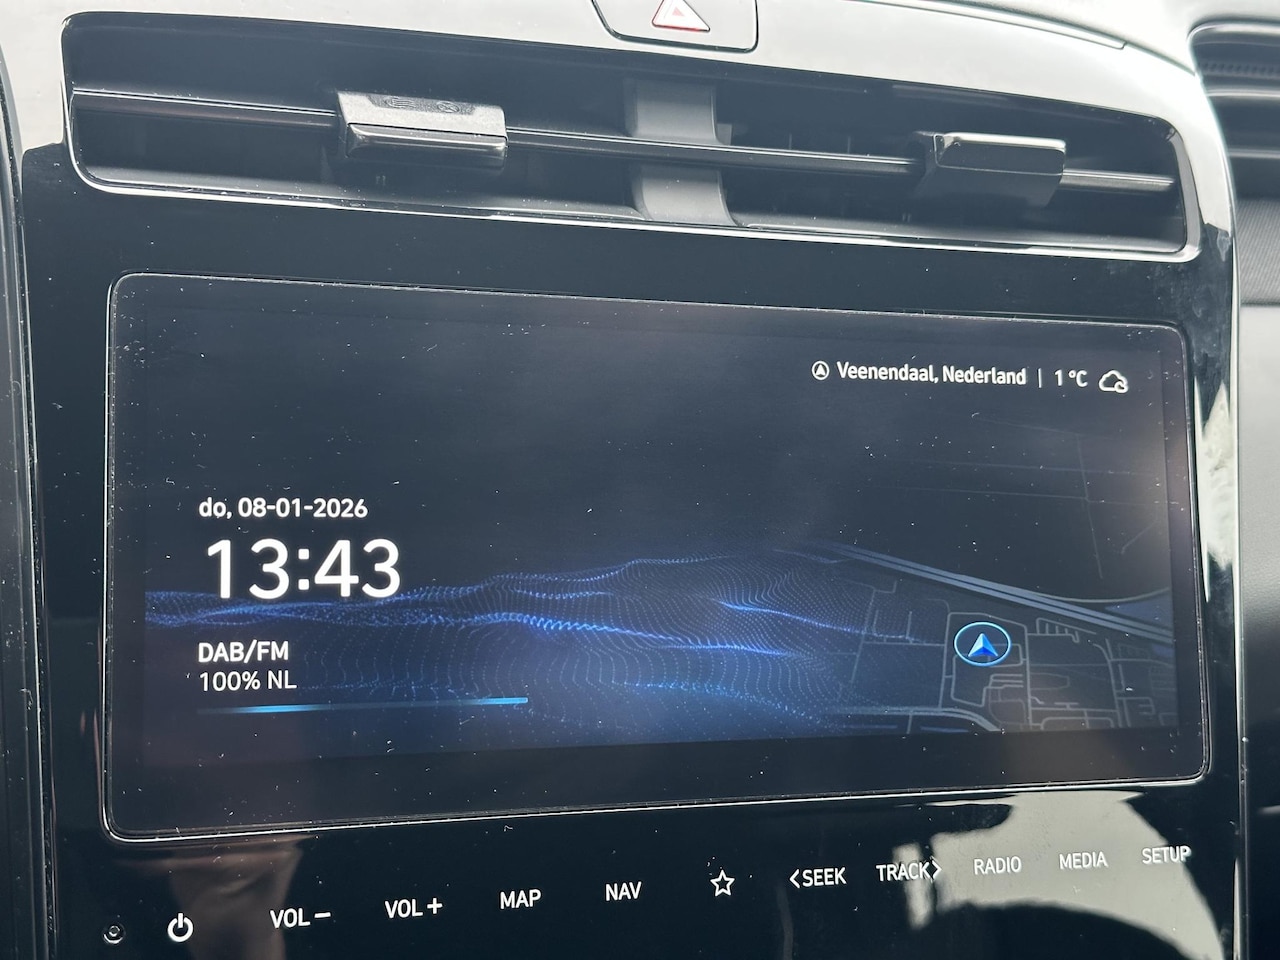 Veenendaal, Nederland | 1 °C
do, 08-01-2026
13:43
DAB/FM
100% NL
VOL− VOL+ MAP NAV SEEK TRACK RADIO MEDIA SETUP